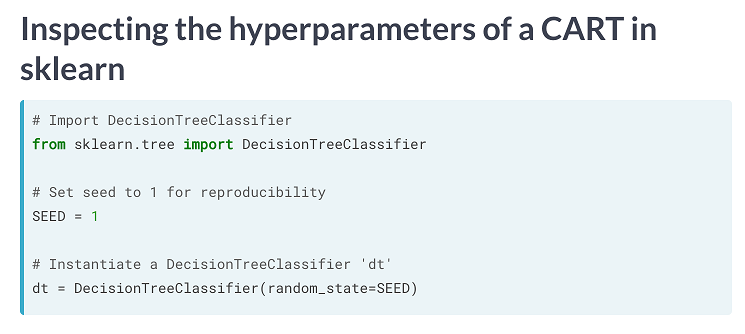 Inspecting the hyperparameters of a CART in
sklearn
# Import DecisionTreeClassifier
from sklearn.tree import DecisionTreeClassifier
# Set seed to 1 for reproducibility
SEED = 1
# Instantiate a DecisionTreeClassifier 'dt'
dt = DecisionTreeClassifier(random_state=SEED)